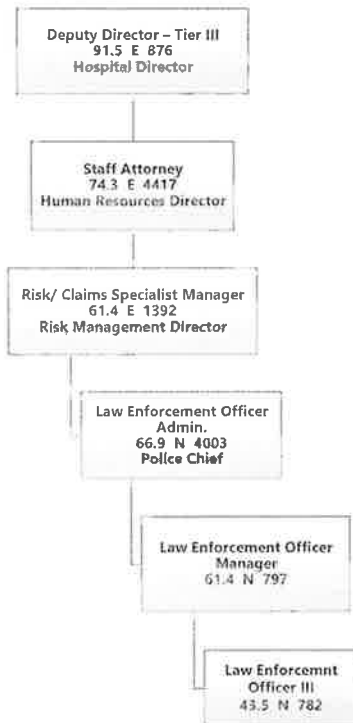 Deputy Director – Tier III
91.5 E 876
Hospital Director
Staff Attorney
74.3 E 4417
Human Resources Director
Risk/ Claims Specialist Manager
61.4 E 1392
Risk Management Director
Law Enforcement Officer
Admin.
66.9 N 4003
Police Chief
Law Enforcement Officer
Manager
61.4 N 797
Law Enforcemnt
Officer III
43.5 N 782